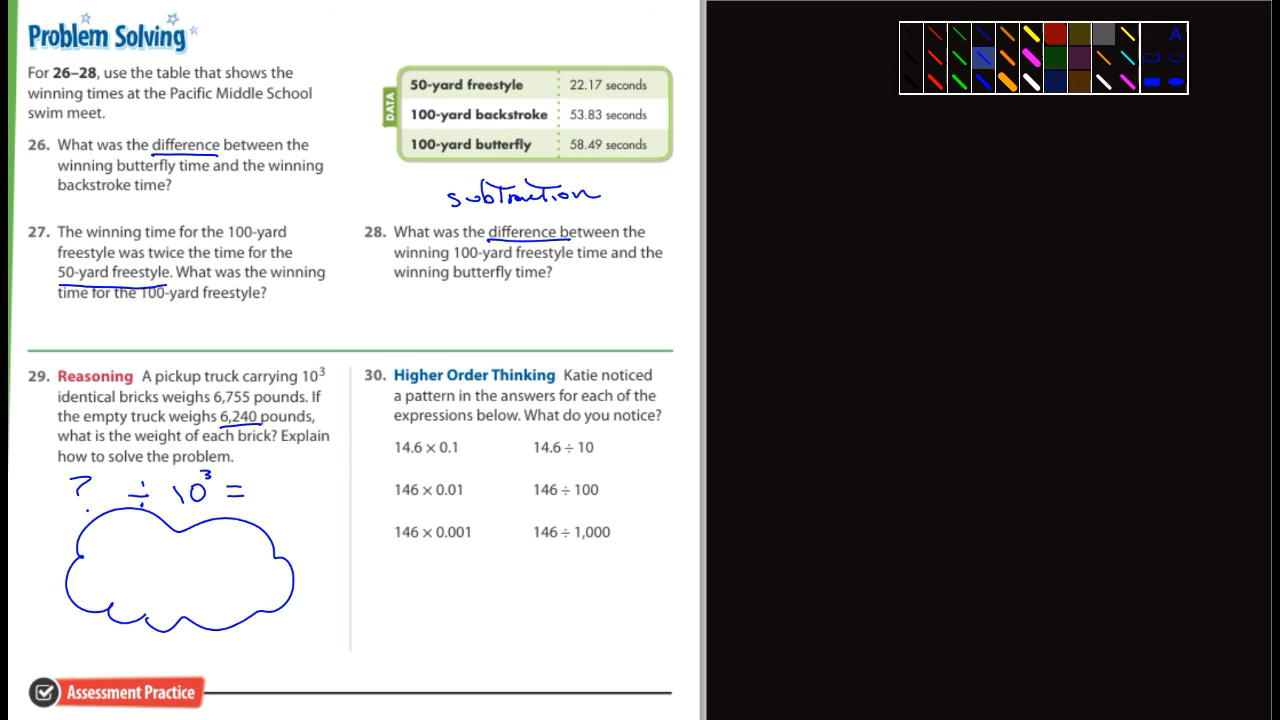 Problem Solving
For 26–28, use the table that shows the
winning times at the Pacific Middle School
swim meet.
DATA
50-yard freestyle 22.17 seconds
100-yard backstroke 53.83 seconds
100-yard butterfly 58.49 seconds
26. What was the difference between the
winning butterfly time and the winning
backstroke time?
subtraction
27. The winning time for the 100-yard
freestyle was twice the time for the
50-yard freestyle. What was the winning
time for the 100-yard freestyle?
28. What was the difference between the
winning 100-yard freestyle time and the
winning butterfly time?
29. Reasoning A pickup truck carrying 10³
identical bricks weighs 6,755 pounds. If
the empty truck weighs 6,240 pounds,
what is the weight of each brick? Explain
how to solve the problem.
? ÷ 10³ =
30. Higher Order Thinking Katie noticed
a pattern in the answers for each of the
expressions below. What do you notice?
14.6 × 0.1 14.6 ÷ 10
146 × 0.01 146 ÷ 100
146 × 0.001 146 ÷ 1,000
Assessment Practice
A